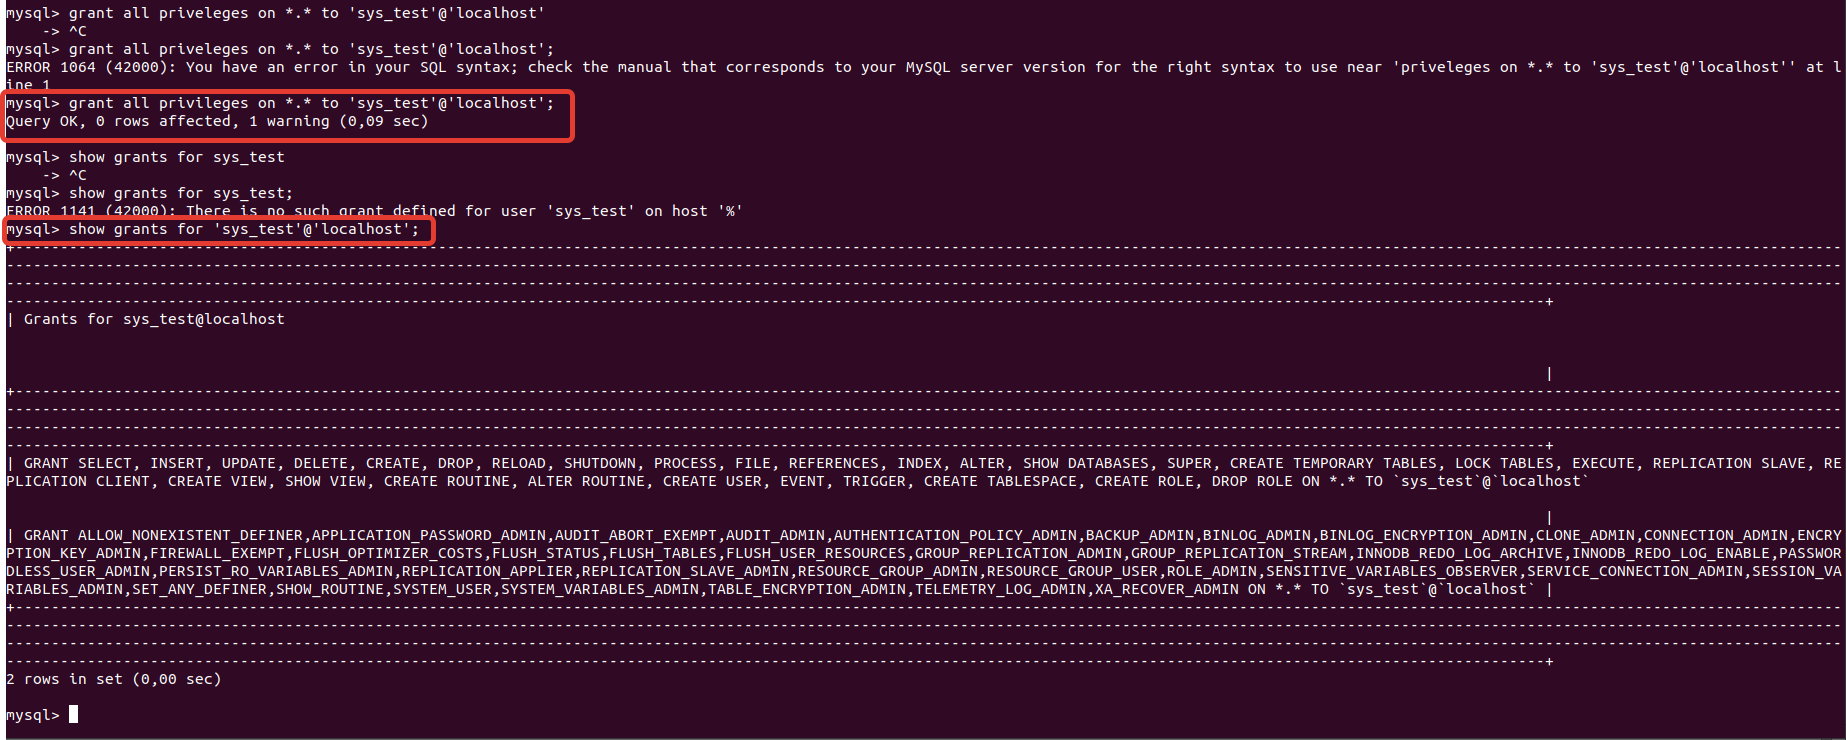 mysql> grant all priveleges on *.* to 'sys_test'@'localhost'
    -> ^C
mysql> grant all priveleges on *.* to 'sys_test'@'localhost';
ERROR 1064 (42000): You have an error in your SQL syntax; check the manual that corresponds to your MySQL server version for the right syntax to use near 'priveleges on *.* to 'sys_test'@'localhost'' at l
ine 1
mysql> grant all privileges on *.* to 'sys_test'@'localhost';
Query OK, 0 rows affected, 1 warning (0,09 sec)
mysql> show grants for sys_test
    -> ^C
mysql> show grants for sys_test;
ERROR 1141 (42000): There is no such grant defined for user 'sys_test' on host '%'
mysql> show grants for 'sys_test'@'localhost';
| Grants for sys_test@localhost
|
| GRANT SELECT, INSERT, UPDATE, DELETE, CREATE, DROP, RELOAD, SHUTDOWN, PROCESS, FILE, REFERENCES, INDEX, ALTER, SHOW DATABASES, SUPER, CREATE TEMPORARY TABLES, LOCK TABLES, EXECUTE, REPLICATION SLAVE, RE
PLICATION CLIENT, CREATE VIEW, SHOW VIEW, CREATE ROUTINE, ALTER ROUTINE, CREATE USER, EVENT, TRIGGER, CREATE TABLESPACE, CREATE ROLE, DROP ROLE ON *.* TO `sys_test`@`localhost`
|
| GRANT ALLOW_NONEXISTENT_DEFINER,APPLICATION_PASSWORD_ADMIN,AUDIT_ABORT_EXEMPT,AUDIT_ADMIN,AUTHENTICATION_POLICY_ADMIN,BACKUP_ADMIN,BINLOG_ADMIN,BINLOG_ENCRYPTION_ADMIN,CLONE_ADMIN,CONNECTION_ADMIN,ENCRY
PTION_KEY_ADMIN,FIREWALL_EXEMPT,FLUSH_OPTIMIZER_COSTS,FLUSH_STATUS,FLUSH_TABLES,FLUSH_USER_RESOURCES,GROUP_REPLICATION_ADMIN,GROUP_REPLICATION_STREAM,INNODB_REDO_LOG_ARCHIVE,INNODB_REDO_LOG_ENABLE,PASSWOR
DLESS_USER_ADMIN,PERSIST_RO_VARIABLES_ADMIN,REPLICATION_APPLIER,REPLICATION_SLAVE_ADMIN,RESOURCE_GROUP_ADMIN,RESOURCE_GROUP_USER,ROLE_ADMIN,SENSITIVE_VARIABLES_OBSERVER,SERVICE_CONNECTION_ADMIN,SESSION_VA
RIABLES_ADMIN,SET_ANY_DEFINER,SHOW_ROUTINE,SYSTEM_USER,SYSTEM_VARIABLES_ADMIN,TABLE_ENCRYPTION_ADMIN,TELEMETRY_LOG_ADMIN,XA_RECOVER_ADMIN ON *.* TO `sys_test`@`localhost` |
2 rows in set (0,00 sec)
mysql>